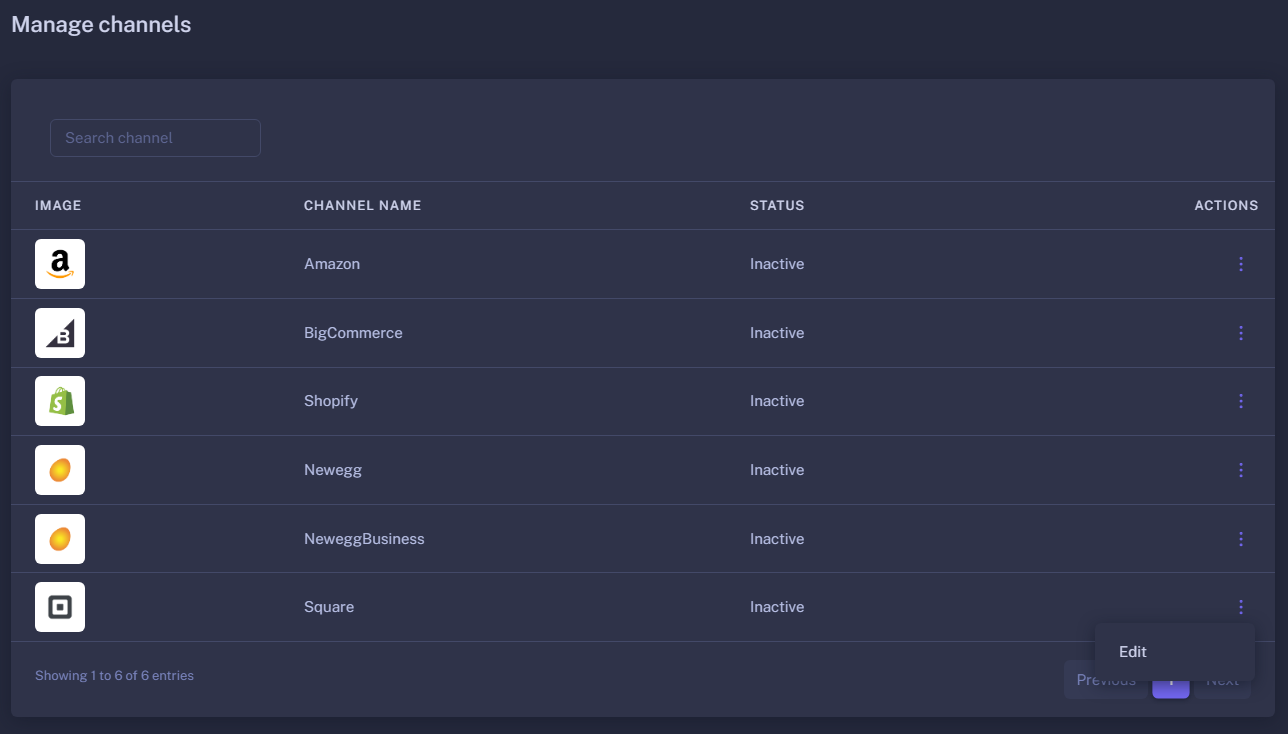 Manage channels
Search channel
IMAGE CHANNEL NAME STATUS ACTIONS
Amazon Inactive
BigCommerce Inactive
Shopify Inactive
Newegg Inactive
NeweggBusiness Inactive
Square Inactive
Edit
Showing 1 to 6 of 6 entries
Previous 1 Next